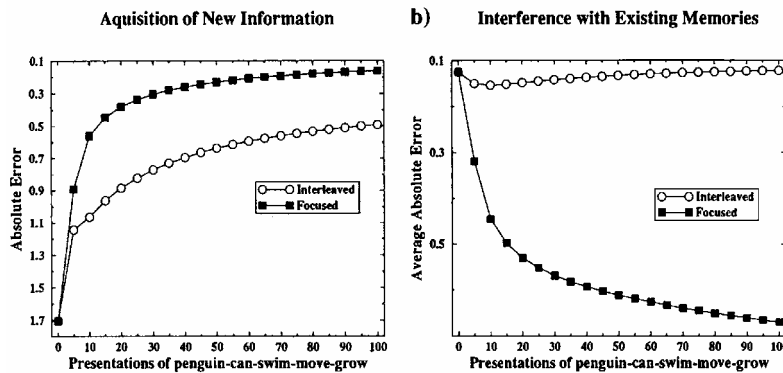 Aquisition of New Information
0.1
0.3
0.5
0.7
0.9
1.1
1.3
1.5
1.7
Absolute Error
Interleaved
Focused
0 10 20 30 40 50 60 70 80 90 100
Presentations of penguin-can-swim-move-grow
b) Interference with Existing Memories
0.1
0.3
0.5
Average Absolute Error
Interleaved
Focused
0 10 20 30 40 50 60 70 80 90 100
Presentations of penguin-can-swim-move-grow